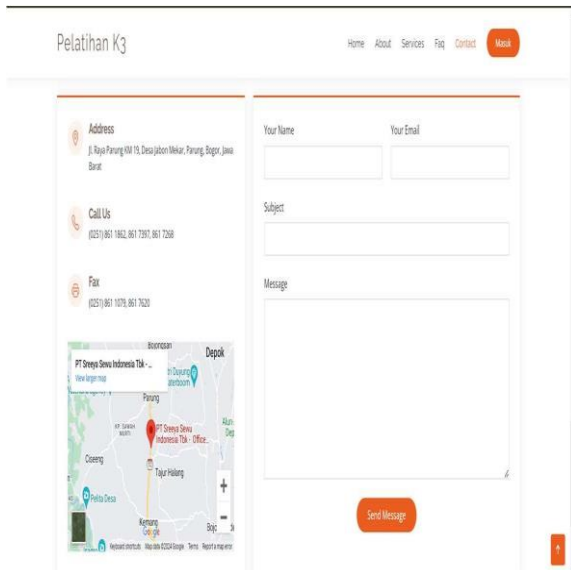 Pelatihan K3
Home About Services Faq Contact Masuk
Address
Jl. Raya Parung KM 19, Desa Jabon Mekar, Parung, Bogor, Jawa
Barat
Call Us
(0251) 861 1862, 861 7397, 861 7268
Fax
(0251) 861 1079, 861 7620
Your Name
Your Email
Subject
Message
Send Message
PT Sreeya Sewu Indonesia Tbk - ...
View larger map
Bojongsari
Depok
Parung
PT Sreeya Sewu
Indonesia Tbk - Office...
Ciseeng
Tajur Halang
Pelita Desa
Kemang
Google
Keyboard shortcuts Map data ©2024 Google Terms Report a map error